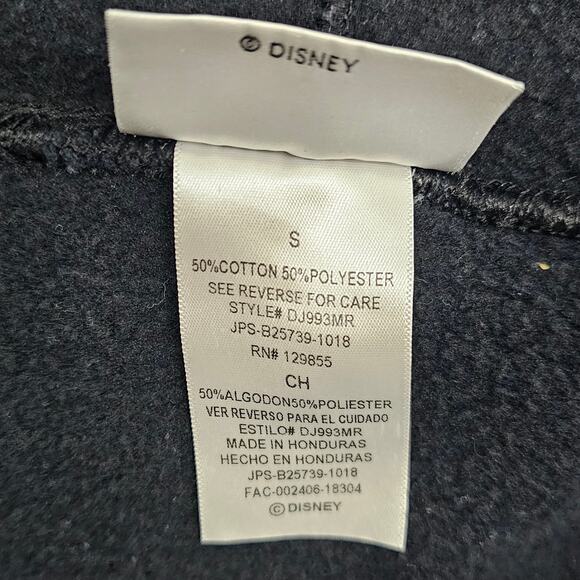 © DISNEY
S
50%COTTON 50%POLYESTER
SEE REVERSE FOR CARE
STYLE# DJ993MR
JPS-B25739-1018
RN# 129855
CH
50%ALGODON50%POLIESTER
VER REVERSO PARA EL CUIDADO
ESTILO# DJ993MR
MADE IN HONDURAS
HECHO EN HONDURAS
JPS-B25739-1018
FAC-002406-18304
© DISNEY